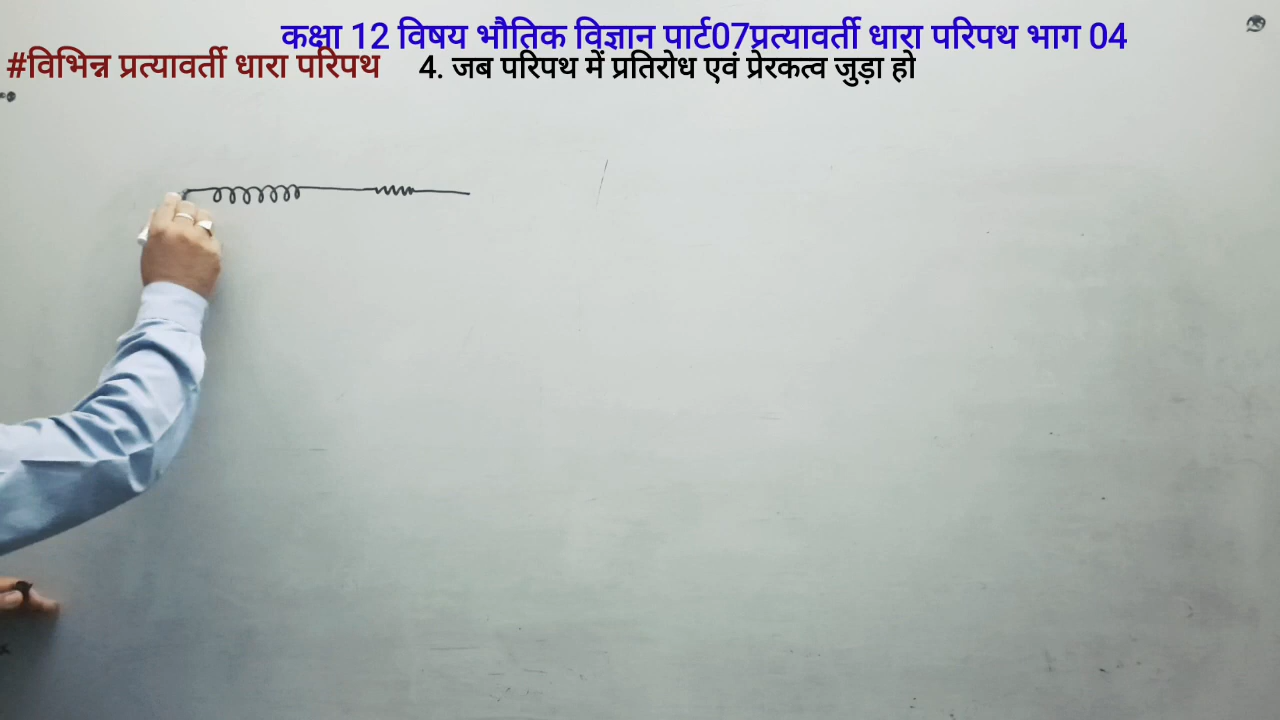 कक्षा 12 विषय भौतिक विज्ञान पार्ट07प्रत्यावर्ती धारा परिपथ भाग 04
#विभिन्न प्रत्यावर्ती धारा परिपथ 4. जब परिपथ में प्रतिरोध एवं प्रेरकत्व जुड़ा हो